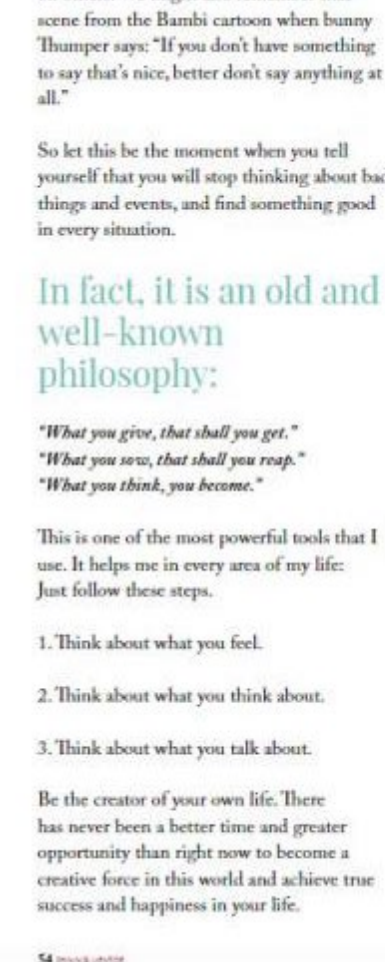 scene from the Bambi cartoon when bunny
Thumper says: “If you don’t have something
to say that’s nice, better don’t say anything at
all.”
So let this be the moment when you tell
yourself that you will stop thinking about bad
things and events, and find something good
in every situation.
In fact, it is an old and
well-known
philosophy:
“What you give, that shall you get.”
“What you sow, that shall you reap.”
“What you think, you become.”
This is one of the most powerful tools that I
use. It helps me in every area of my life:
Just follow these steps.
1. Think about what you feel.
2. Think about what you think about.
3. Think about what you talk about.
Be the creator of your own life. There
has never been a better time and greater
opportunity than right now to become a
creative force in this world and achieve true
success and happiness in your life.
54